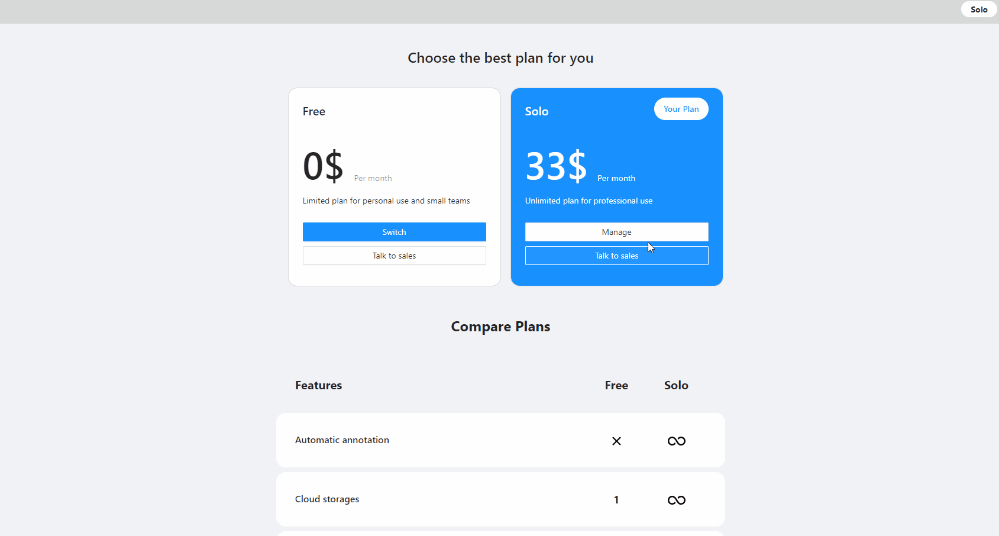 Solo
Choose the best plan for you
Free
0$ Per month
Limited plan for personal use and small teams
Switch
Talk to sales
Solo
Your Plan
33$ Per month
Unlimited plan for professional use
Manage
Talk to sales
Compare Plans
Features Free Solo
Automatic annotation × ∞
Cloud storages 1 ∞